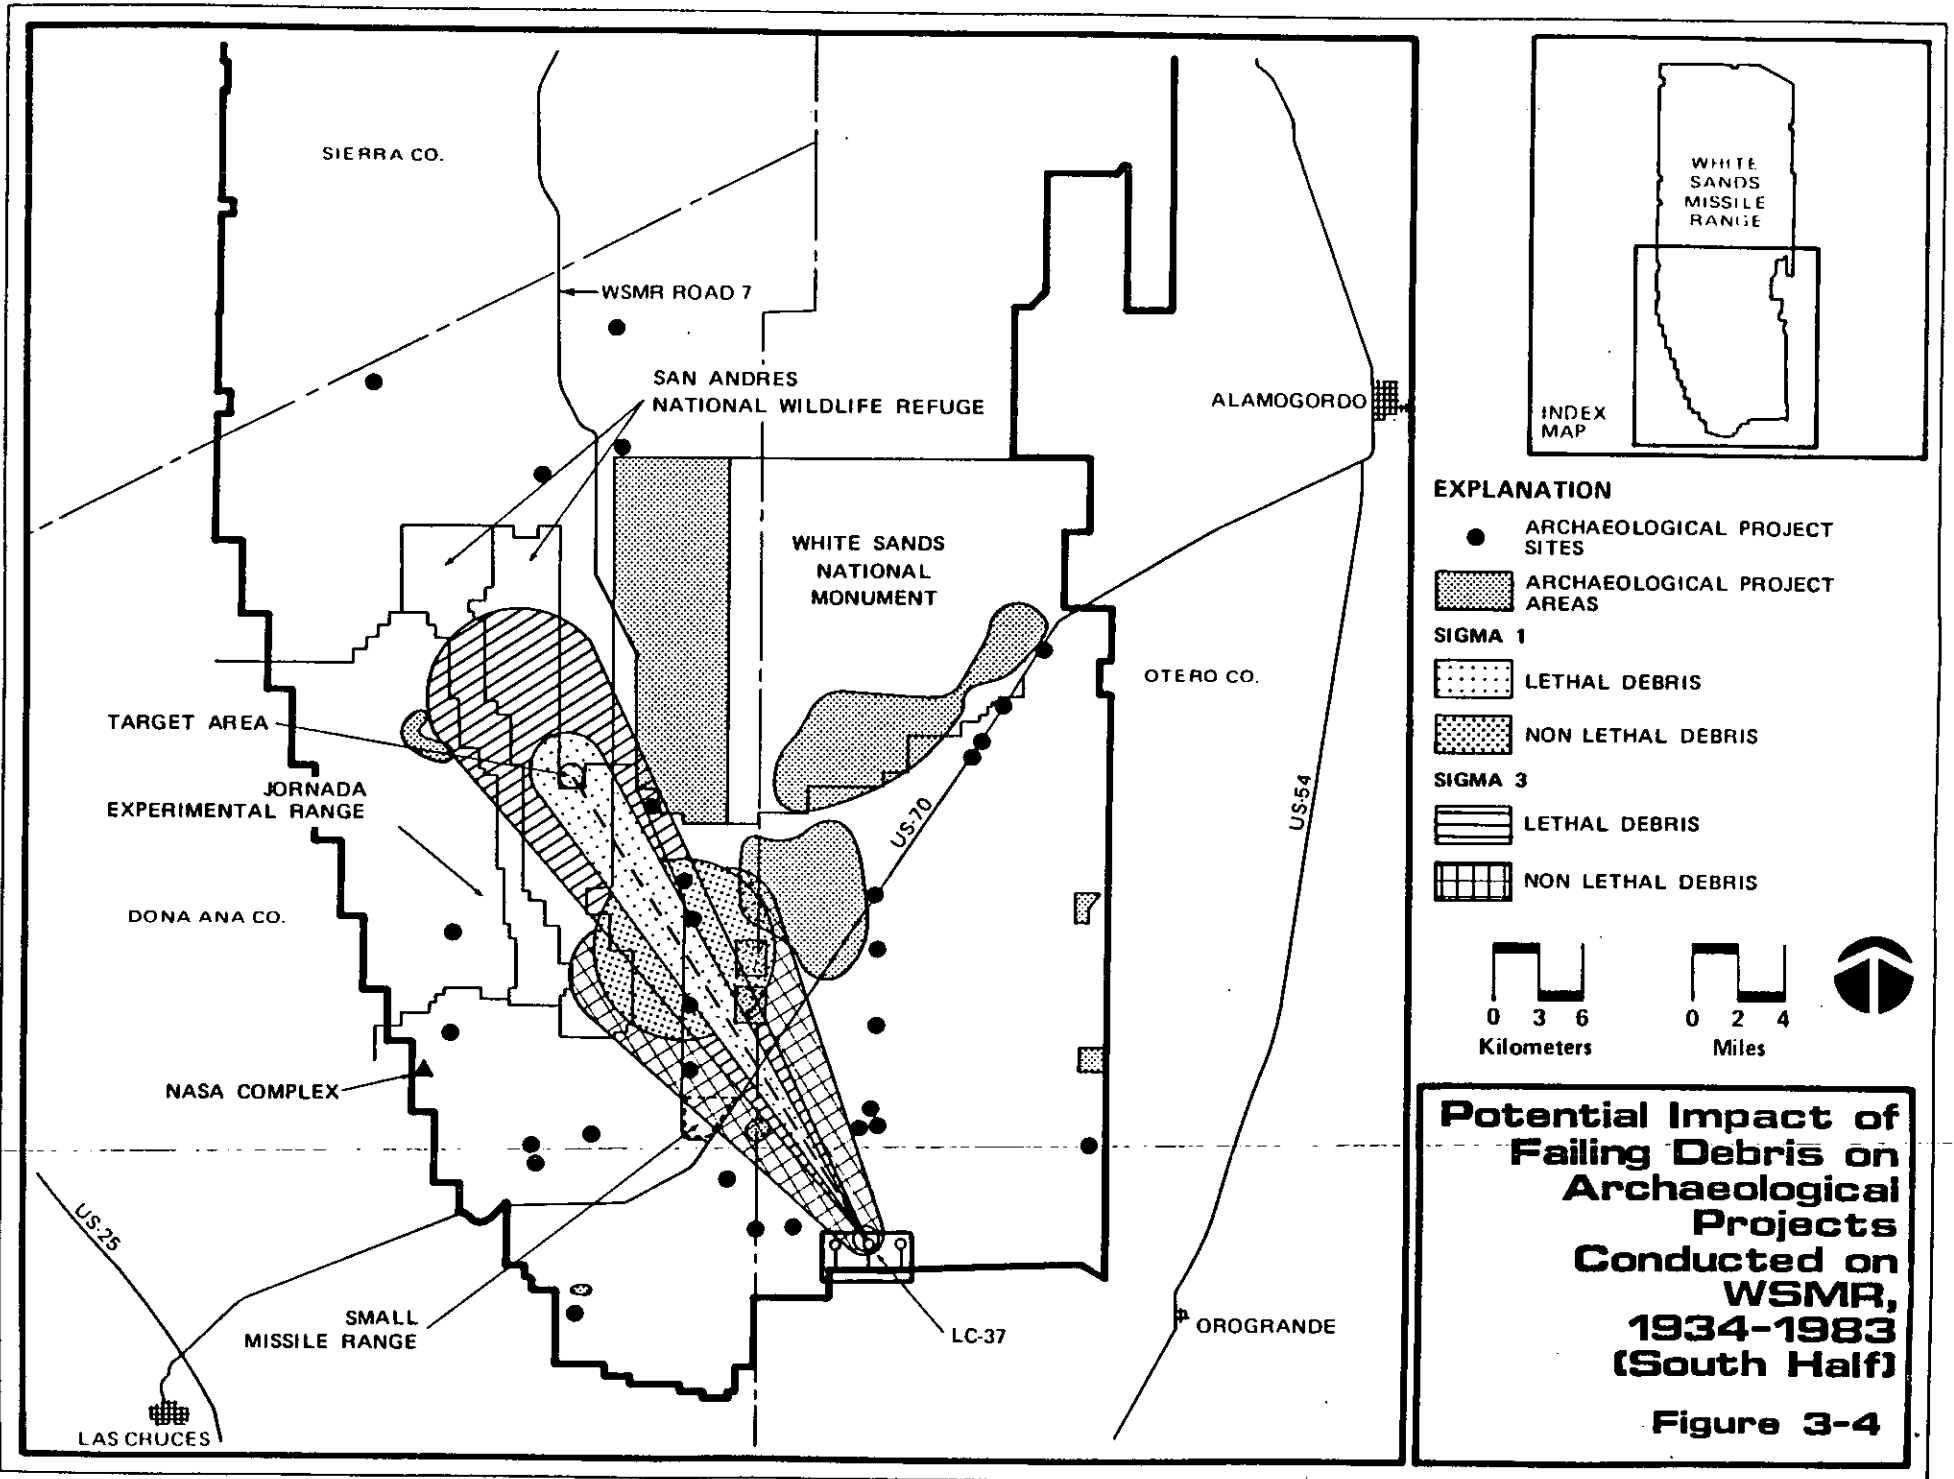 SIERRA CO.
WSMR ROAD 7
SAN ANDRES
NATIONAL WILDLIFE REFUGE
ALAMOGORDO
WHITE SANDS
NATIONAL
MONUMENT
OTERO CO.
TARGET AREA
JORNADA
EXPERIMENTAL RANGE
US-70
US-54
DONA ANA CO.
NASA COMPLEX
US-25
SMALL
MISSILE RANGE
LC-37
OROGRANDE
LAS CRUCES
WHITE
SANDS
MISSILE
RANGE
INDEX
MAP
EXPLANATION
ARCHAEOLOGICAL PROJECT
SITES
ARCHAEOLOGICAL PROJECT
AREAS
SIGMA 1
LETHAL DEBRIS
NON LETHAL DEBRIS
SIGMA 3
LETHAL DEBRIS
NON LETHAL DEBRIS
0 3 6
Kilometers
0 2 4
Miles
Potential Impact of
Falling Debris on
Archaeological
Projects
Conducted on
WSMR,
1934-1983
(South Half)
Figure 3-4